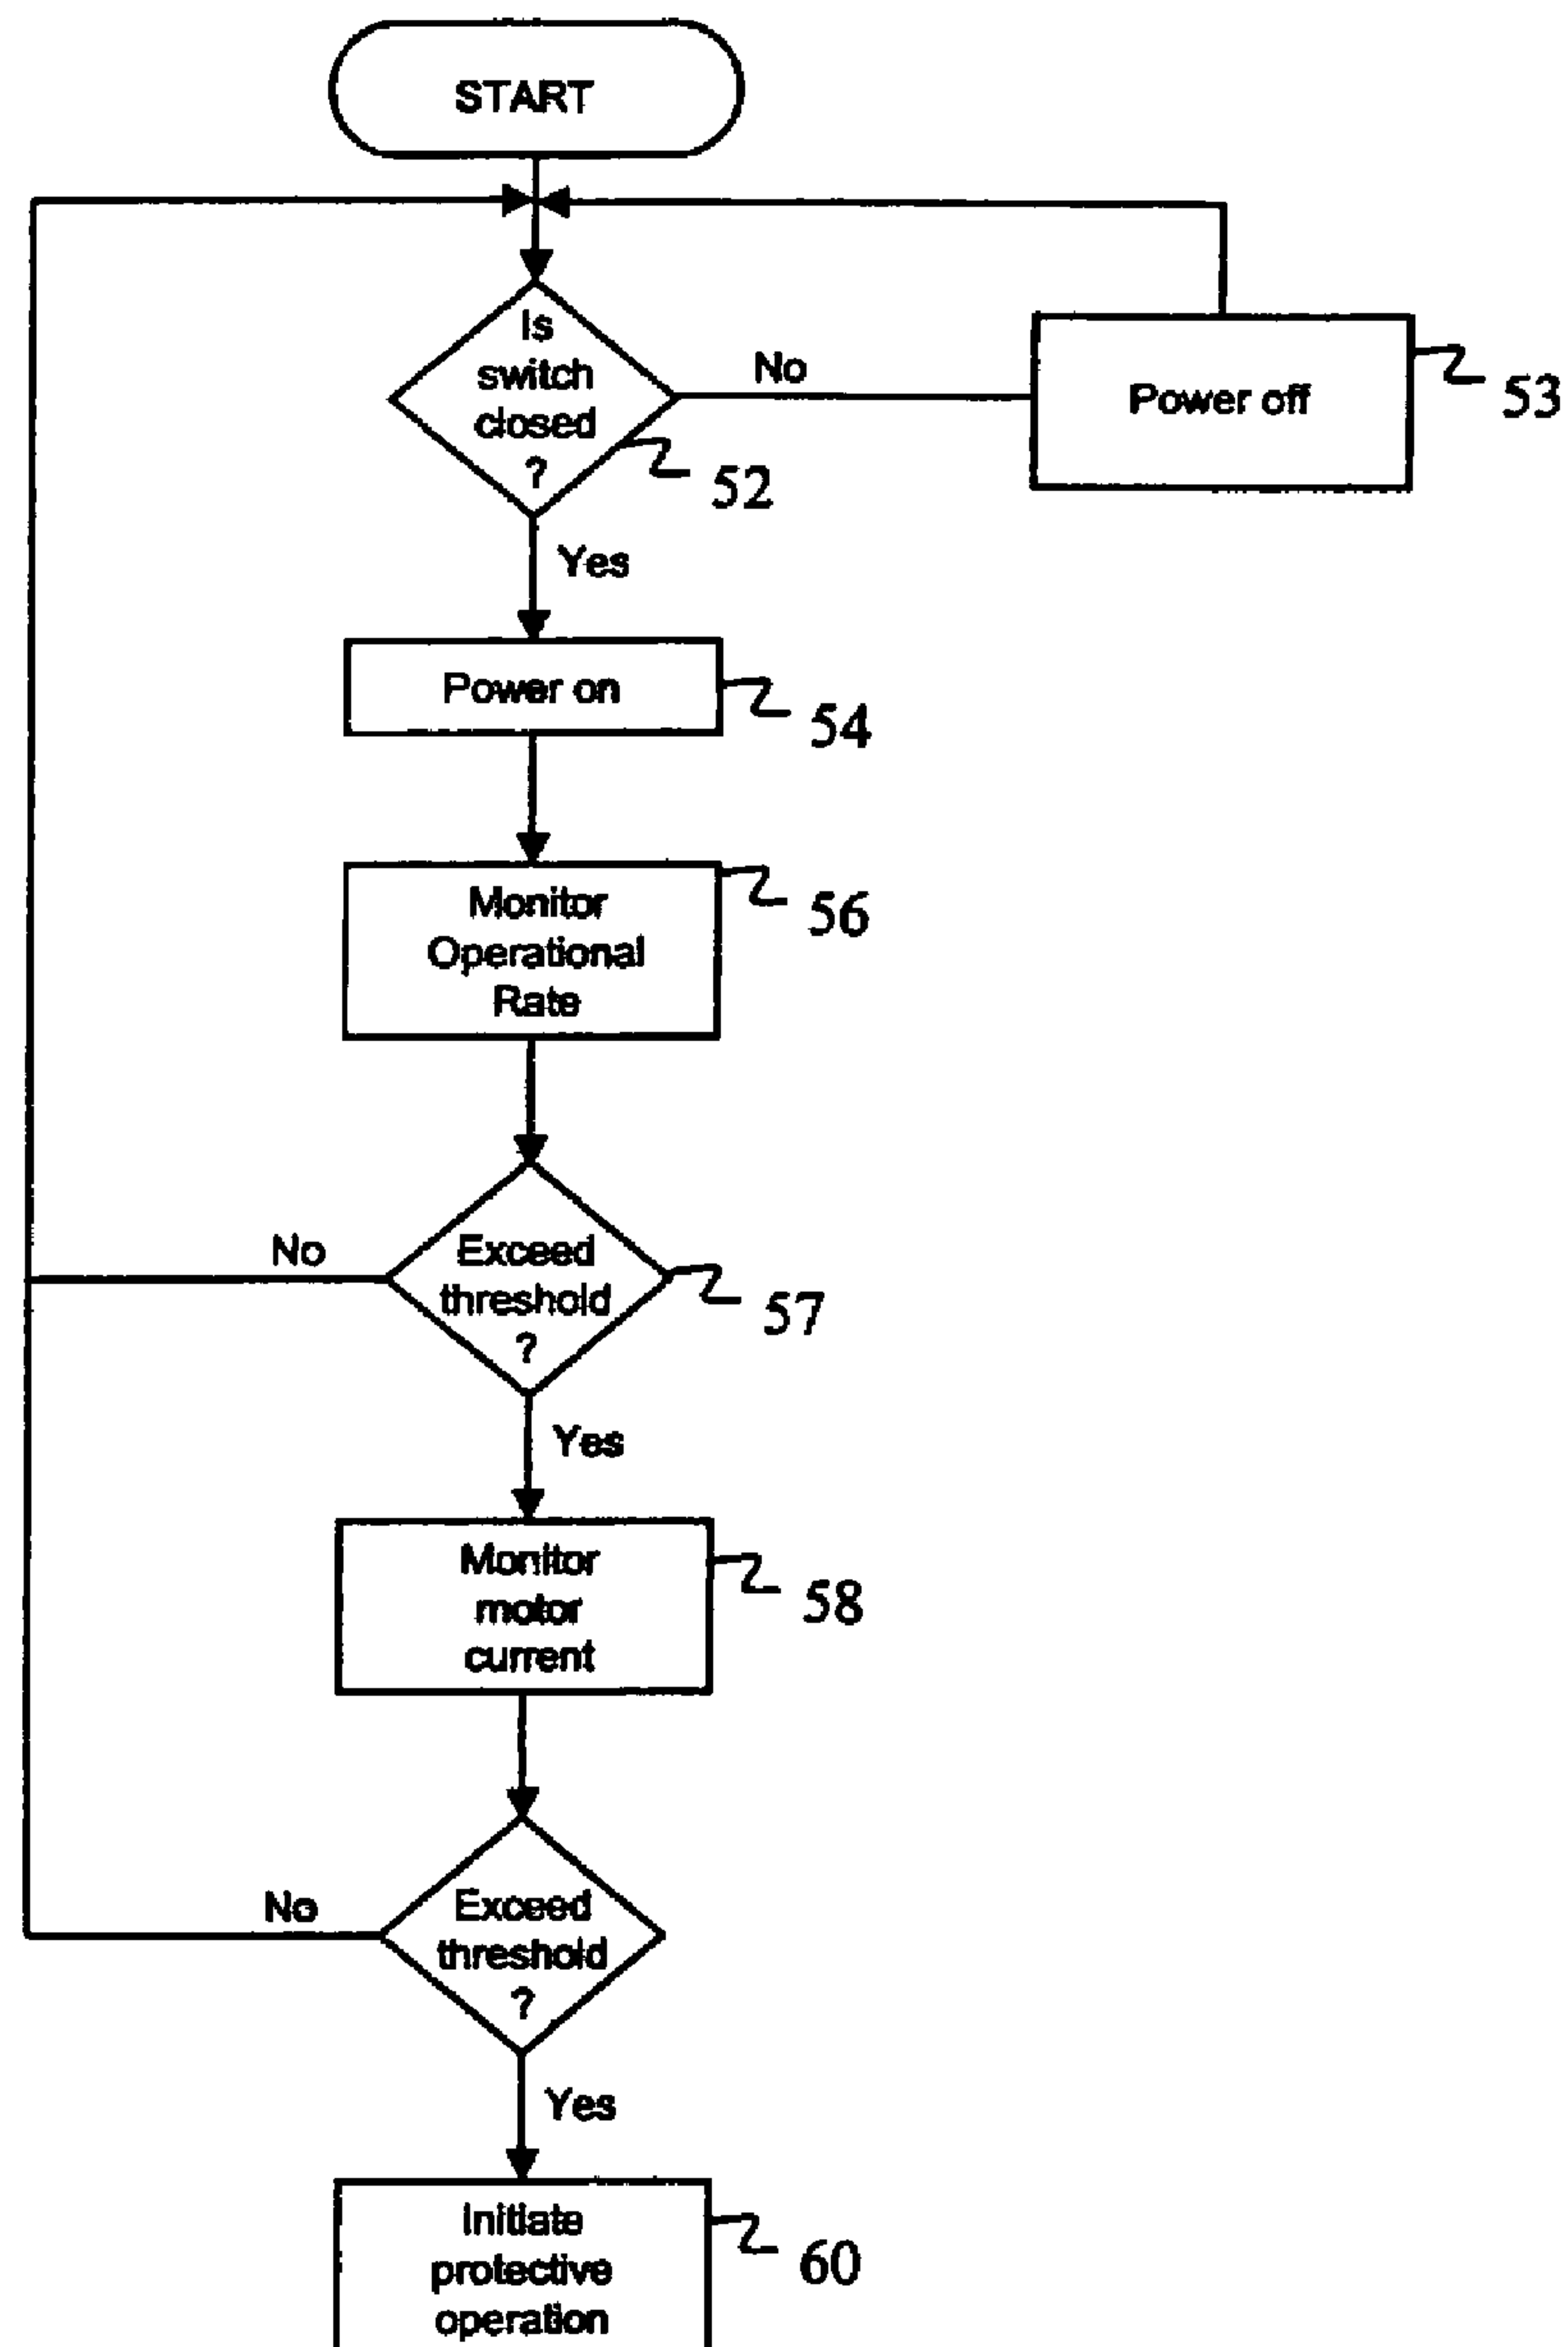 START
Is
switch
closed
?
52
No
Power off
53
Yes
Power on
54
Monitor
Operational
Rate
56
No
Exceed
threshold
?
57
Yes
Monitor
motor
current
58
No
Exceed
threshold
?
Yes
Initiate
protective
operation
60